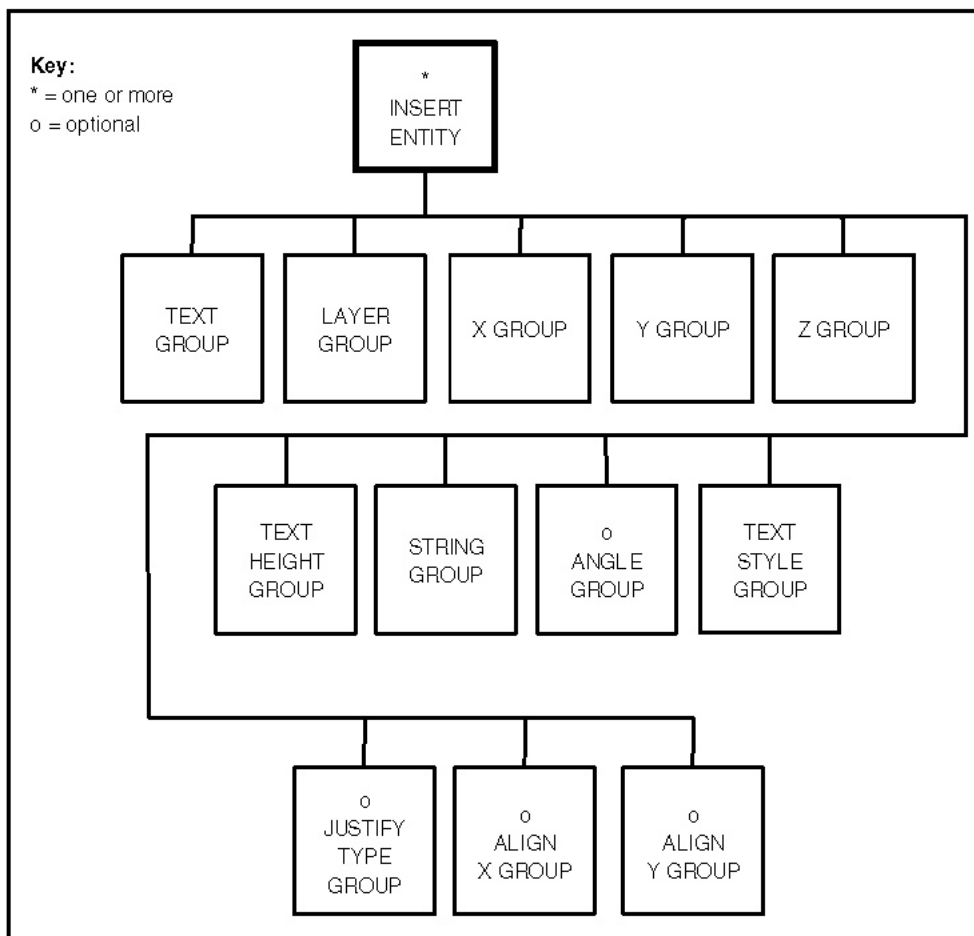 Key:
* = one or more
o = optional
*
INSERT
ENTITY
TEXT
GROUP
LAYER
GROUP
X GROUP
Y GROUP
Z GROUP
TEXT
HEIGHT
GROUP
STRING
GROUP
o
ANGLE
GROUP
TEXT
STYLE
GROUP
o
JUSTIFY
TYPE
GROUP
o
ALIGN
X GROUP
o
ALIGN
Y GROUP